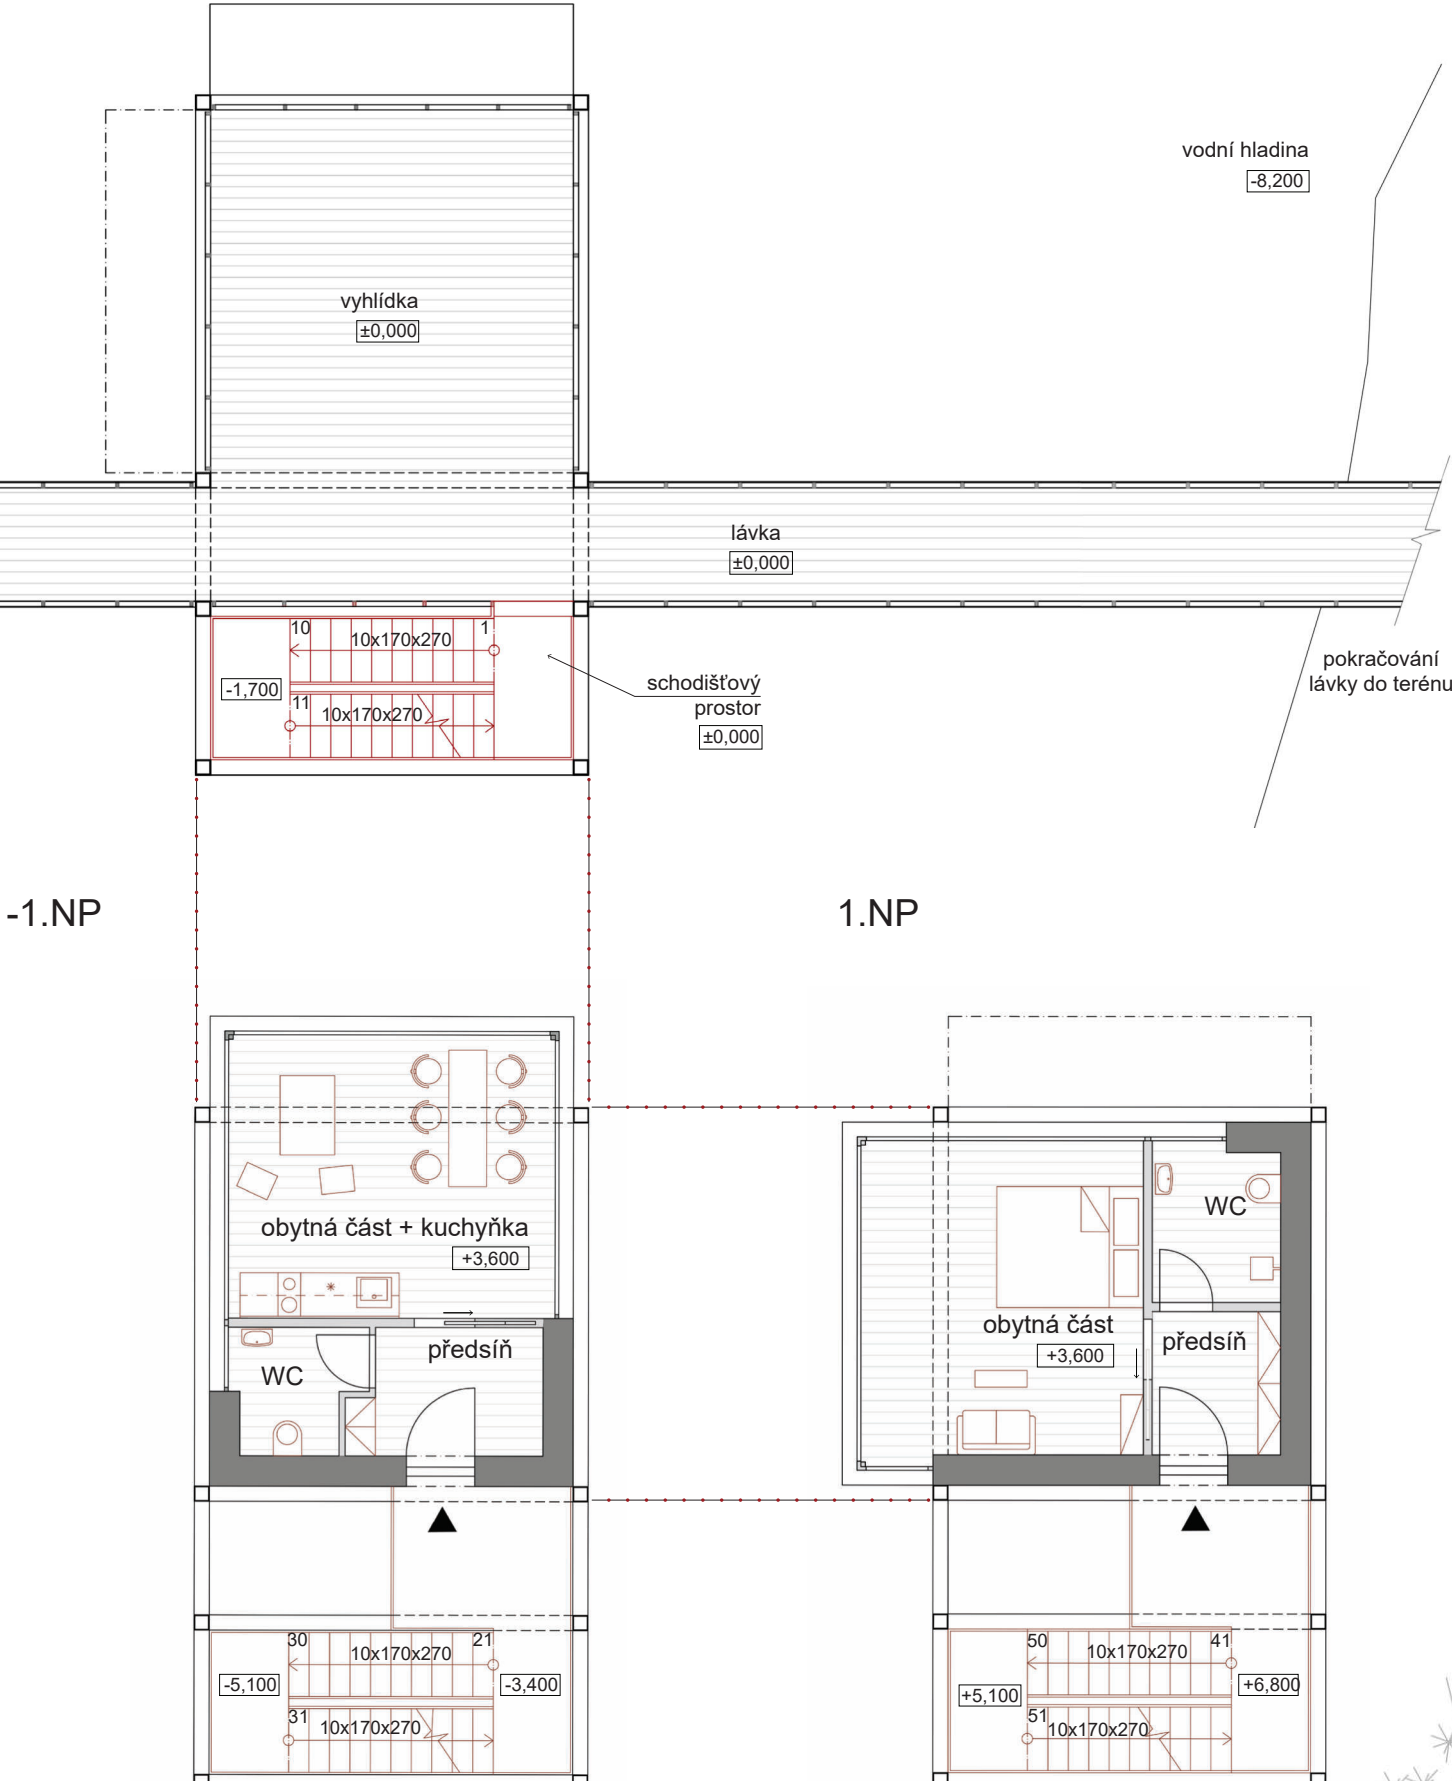 vodní hladina
-8,200
vyhlídka
±0,000
lávka
±0,000
10
10x170x270
1
-1,700
11
10x170x270
schodišťový
prostor
±0,000
pokračování
lávky do terénu
-1.NP
1.NP
obytná část + kuchyňka
+3,600
WC
předsíň
30
10x170x270
21
-5,100
-3,400
31
10x170x270
WC
obytná část
+3,600
předsíň
50
10x170x270
41
+5,100
+6,800
51
10x170x270